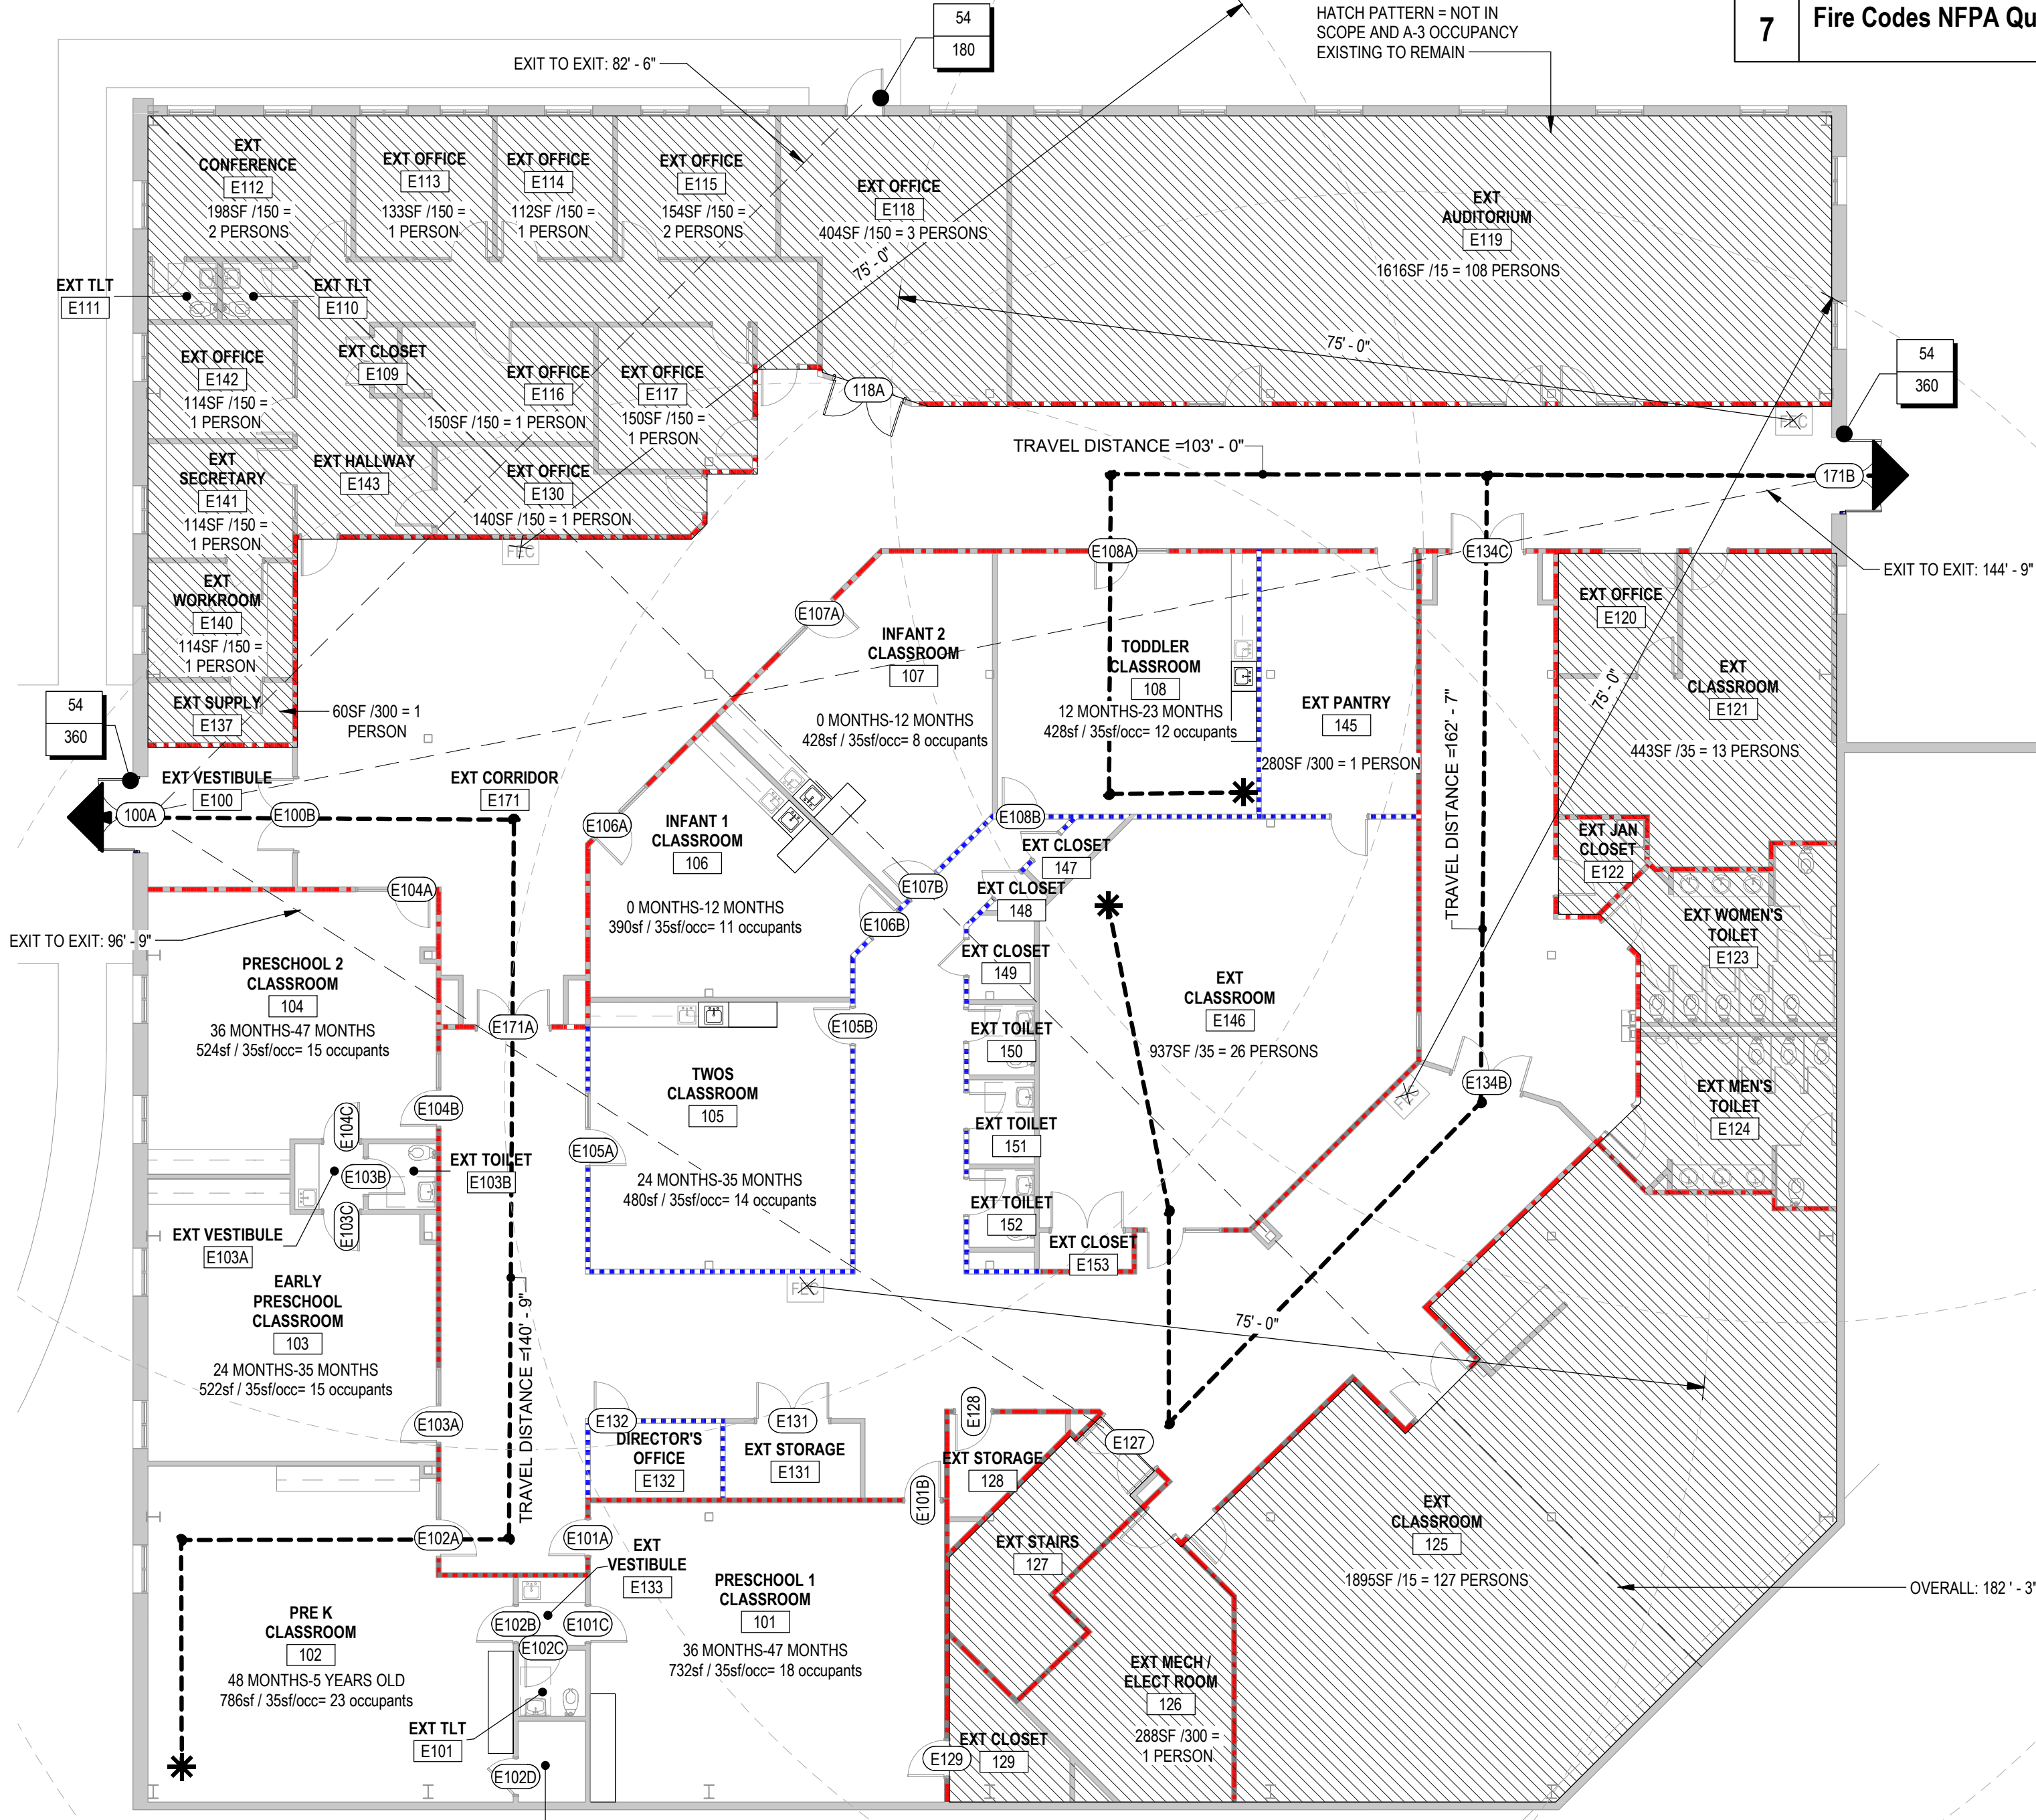 54
180
HATCH PATTERN = NOT IN
SCOPE AND A-3 OCCUPANCY
EXISTING TO REMAIN
7
Fire Codes NFPA Qu
EXIT TO EXIT: 82' - 6"
EXT
CONFERENCE
E112
198SF /150 =
2 PERSONS
EXT OFFICE
E113
133SF /150 =
1 PERSON
EXT OFFICE
E114
112SF /150 =
1 PERSON
EXT OFFICE
E115
154SF /150 =
2 PERSONS
EXT OFFICE
E118
404SF /150 = 3 PERSONS
75' - 0"
EXT
AUDITORIUM
E119
1616SF /15 = 108 PERSONS
EXT TLT
E111
EXT TLT
E110
EXT OFFICE
E142
114SF /150 =
1 PERSON
EXT CLOSET
E109
EXT OFFICE
E116
150SF /150 = 1 PERSON
EXT OFFICE
E117
150SF /150 =
1 PERSON
118A
75' - 0"
54
360
FEC
EXT
SECRETARY
E141
114SF /150 =
1 PERSON
EXT HALLWAY
E143
EXT OFFICE
E130
140SF /150 = 1 PERSON
FEC
TRAVEL DISTANCE =103' - 0"
171B
EXT
WORKROOM
E140
114SF /150 =
1 PERSON
EXT SUPPLY
E137
60SF /300 = 1
PERSON
E108A
E134C
EXIT TO EXIT: 144' - 9"
E107A
INFANT 2
CLASSROOM
107
0 MONTHS-12 MONTHS
428sf / 35sf/occ= 8 occupants
TODDLER
CLASSROOM
108
12 MONTHS-23 MONTHS
428sf / 35sf/occ= 12 occupants
EXT PANTRY
145
280SF /300 = 1 PERSON
TRAVEL DISTANCE =162' - 7"
75' - 0"
EXT OFFICE
E120
EXT
CLASSROOM
E121
443SF /35 = 13 PERSONS
54
360
EXT VESTIBULE
E100
100A
E100B
EXT CORRIDOR
E171
E106A
INFANT 1
CLASSROOM
106
0 MONTHS-12 MONTHS
390sf / 35sf/occ= 11 occupants
E108B
EXT CLOSET
147
E107B
EXT CLOSET
148
E106B
EXT CLOSET
149
EXT JAN
CLOSET
E122
EXT WOMEN'S
TOILET
E123
E104A
EXIT TO EXIT: 96' - 9"
PRESCHOOL 2
CLASSROOM
104
36 MONTHS-47 MONTHS
524sf / 35sf/occ= 15 occupants
E171A
E105B
EXT
CLASSROOM
E146
937SF /35 = 26 PERSONS
EXT TOILET
150
TWOS
CLASSROOM
105
24 MONTHS-35 MONTHS
480sf / 35sf/occ= 14 occupants
E134B
EXT MEN'S
TOILET
E124
E104B
E104C
E105A
EXT TOILET
151
E103B
EXT TOILET
E103B
E103C
EXT TOILET
152
EXT VESTIBULE
E103A
EXT CLOSET
E153
EARLY
PRESCHOOL
CLASSROOM
103
24 MONTHS-35 MONTHS
522sf / 35sf/occ= 15 occupants
TRAVEL DISTANCE =140' - 9"
FEC
75' - 0"
E103A
E132
DIRECTOR'S
OFFICE
E132
E131
EXT STORAGE
E131
E128
EXT STORAGE
128
E127
E101B
E102A
E101A
EXT
VESTIBULE
E133
EXT STAIRS
127
EXT
CLASSROOM
125
1895SF /15 = 127 PERSONS
PRESCHOOL 1
CLASSROOM
101
36 MONTHS-47 MONTHS
732sf / 35sf/occ= 18 occupants
OVERALL: 182 ' - 3"
PRE K
CLASSROOM
102
48 MONTHS-5 YEARS OLD
786sf / 35sf/occ= 23 occupants
E102B
E101C
E102C
EXT TLT
E101
EXT MECH /
ELECT ROOM
126
288SF /300 =
1 PERSON
E129
EXT CLOSET
129
E102D